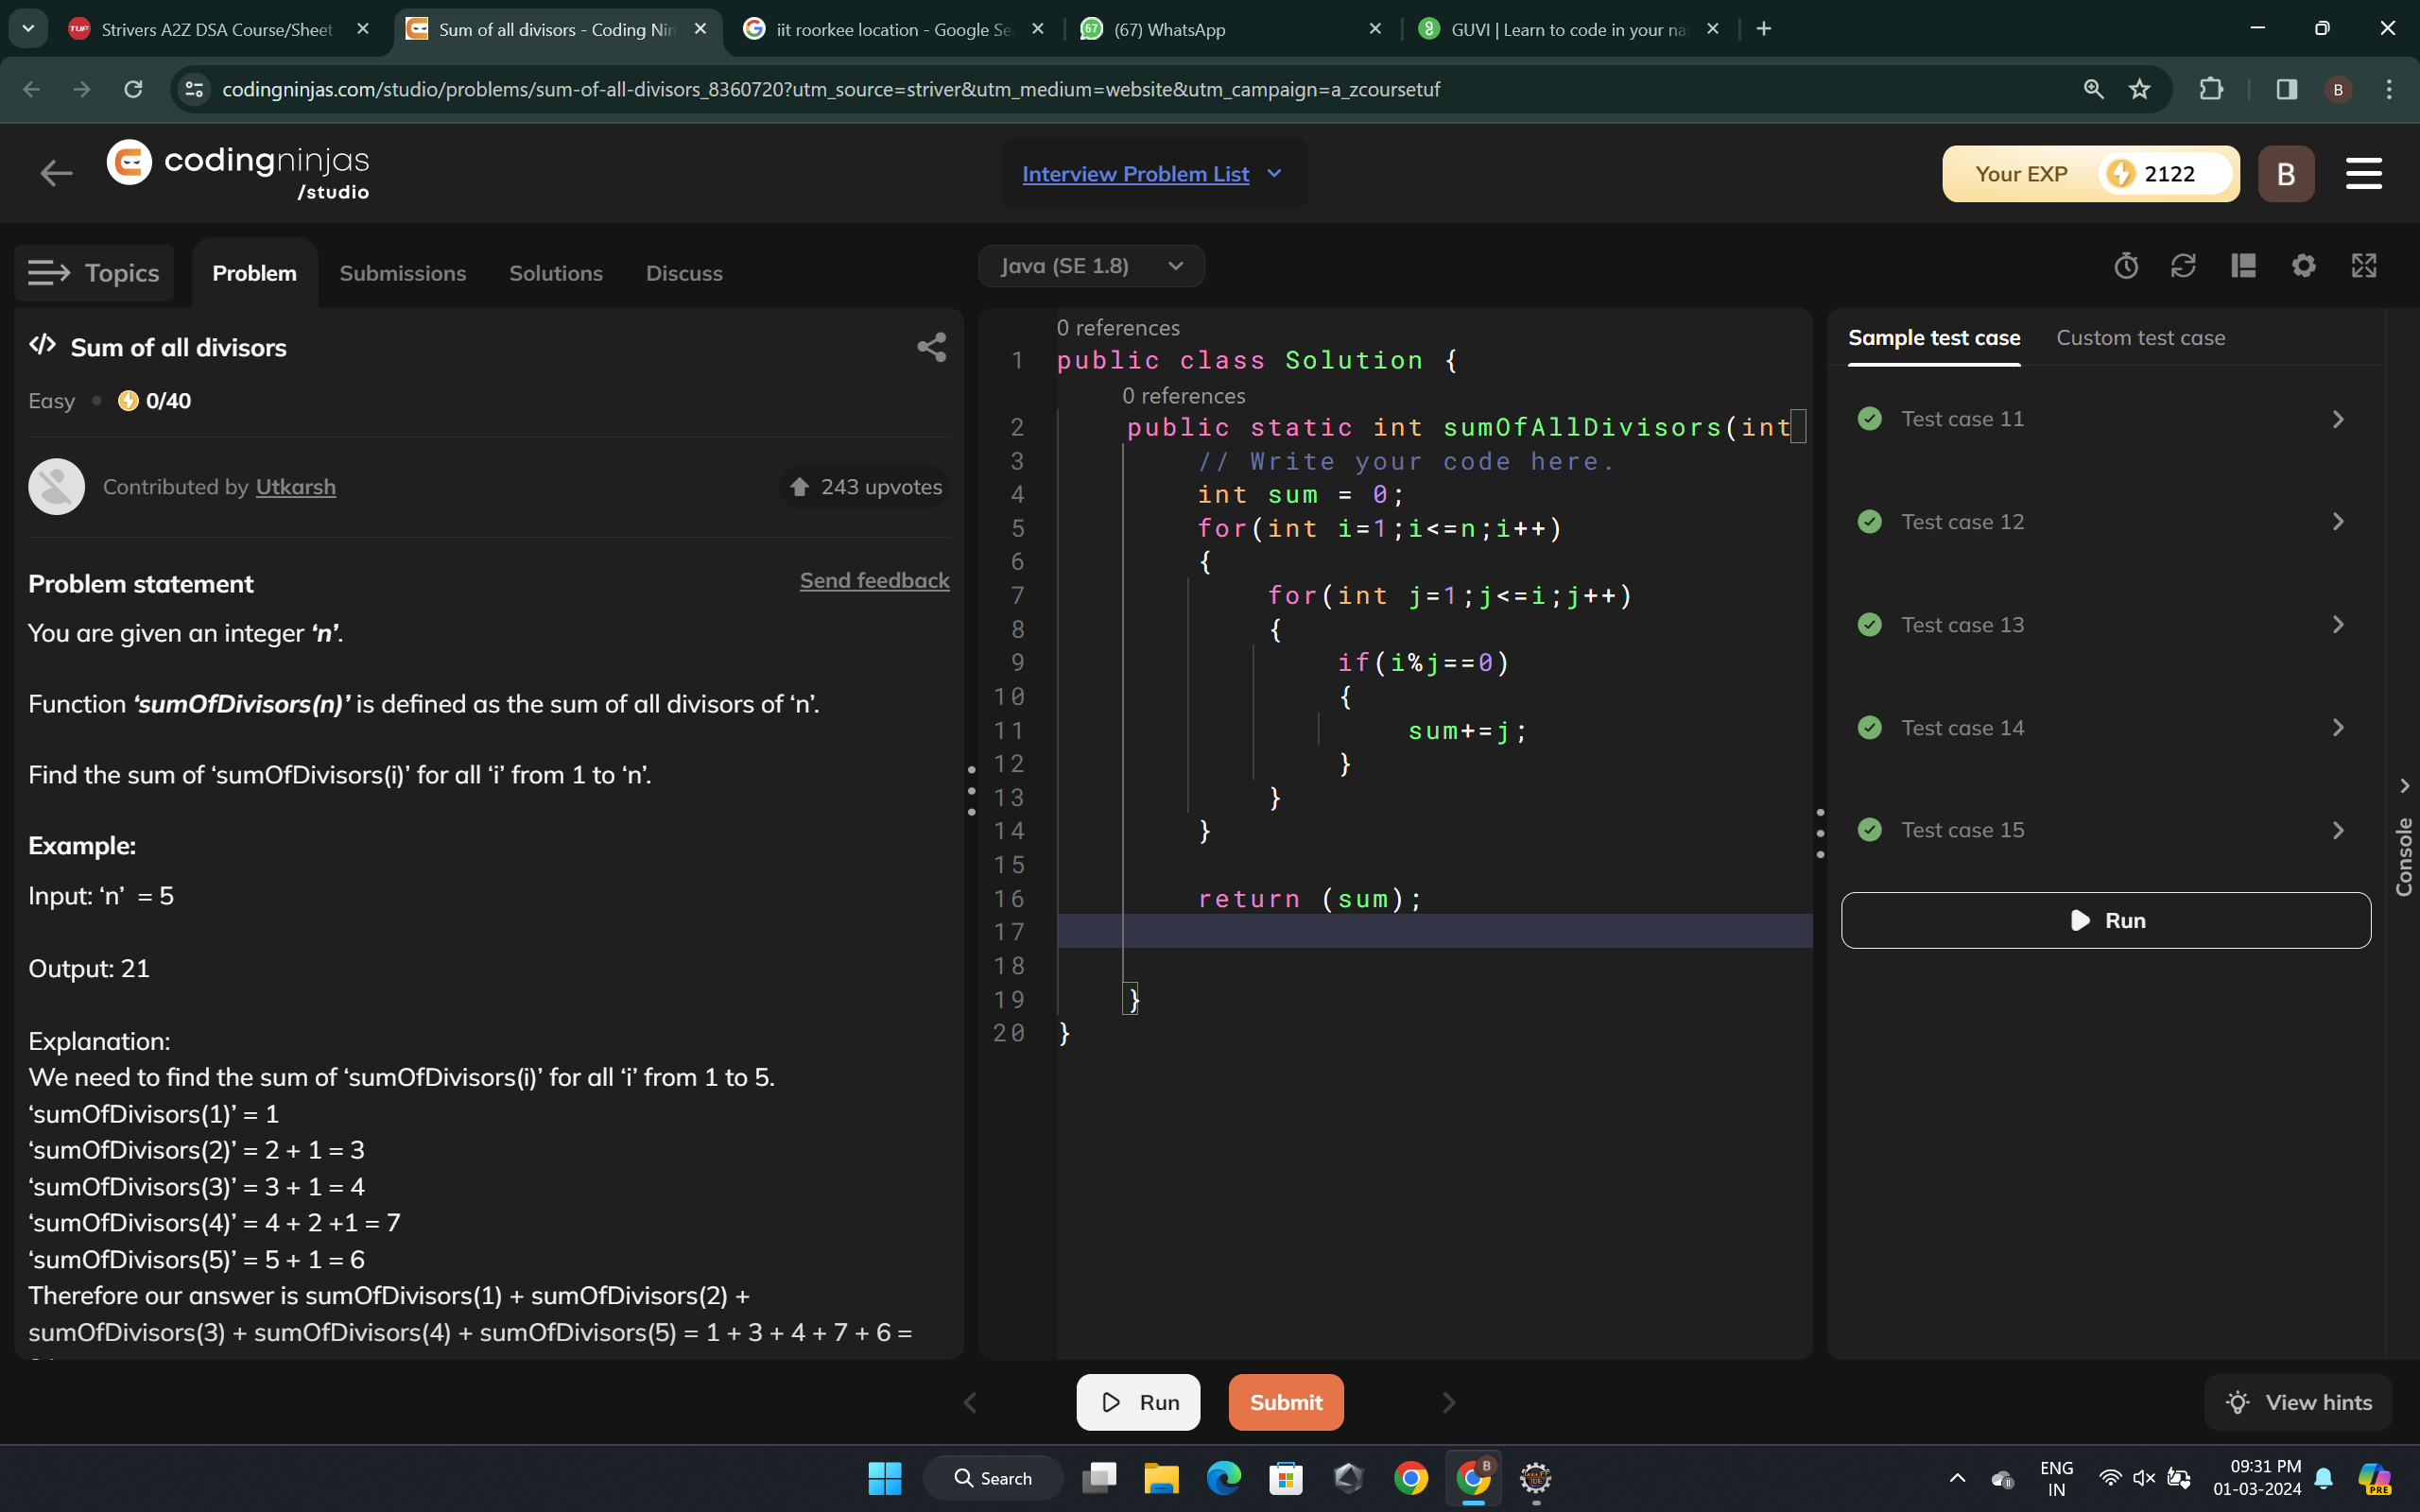 Strivers A2Z DSA Course/Sheet
Sum of all divisors - Coding Nin
iit roorkee location - Google Se
(67) WhatsApp
GUVI | Learn to code in your na
codingninjas.com/studio/problems/sum-of-all-divisors_8360720?utm_source=striver&utm_medium=website&utm_campaign=a_zcoursetuf
B
codingninjas
/studio
Interview Problem List
Your EXP 2122
B
Topics
Problem
Submissions
Solutions
Discuss
Java (SE 1.8)
Sum of all divisors
Easy • 0/40
Contributed by Utkarsh
243 upvotes
Problem statement
Send feedback
You are given an integer ‘n’.
Function ‘sumOfDivisors(n)’ is defined as the sum of all divisors of ‘n’.
Find the sum of ‘sumOfDivisors(i)’ for all ‘i’ from 1 to ‘n’.
Example:
Input: ‘n’ = 5
Output: 21
Explanation:
We need to find the sum of ‘sumOfDivisors(i)’ for all ‘i’ from 1 to 5.
‘sumOfDivisors(1)’ = 1
‘sumOfDivisors(2)’ = 2 + 1 = 3
‘sumOfDivisors(3)’ = 3 + 1 = 4
‘sumOfDivisors(4)’ = 4 + 2 +1 = 7
‘sumOfDivisors(5)’ = 5 + 1 = 6
Therefore our answer is sumOfDivisors(1) + sumOfDivisors(2) +
sumOfDivisors(3) + sumOfDivisors(4) + sumOfDivisors(5) = 1 + 3 + 4 + 7 + 6 =
0 references
1 public class Solution {
0 references
2 public static int sumOfAllDivisors(int
3 // Write your code here.
4 int sum = 0;
5 for(int i=1;i<=n;i++)
6 {
7 for(int j=1;j<=i;j++)
8 {
9 if(i%j==0)
10 {
11 sum+=j;
12 }
13 }
14 }
15
16 return (sum);
17
18
19 }
20 }
Sample test case
Custom test case
Test case 11
Test case 12
Test case 13
Test case 14
Test case 15
Run
Console
Run
Submit
View hints
Search
B
ENG
IN
09:31 PM
01-03-2024
PRE